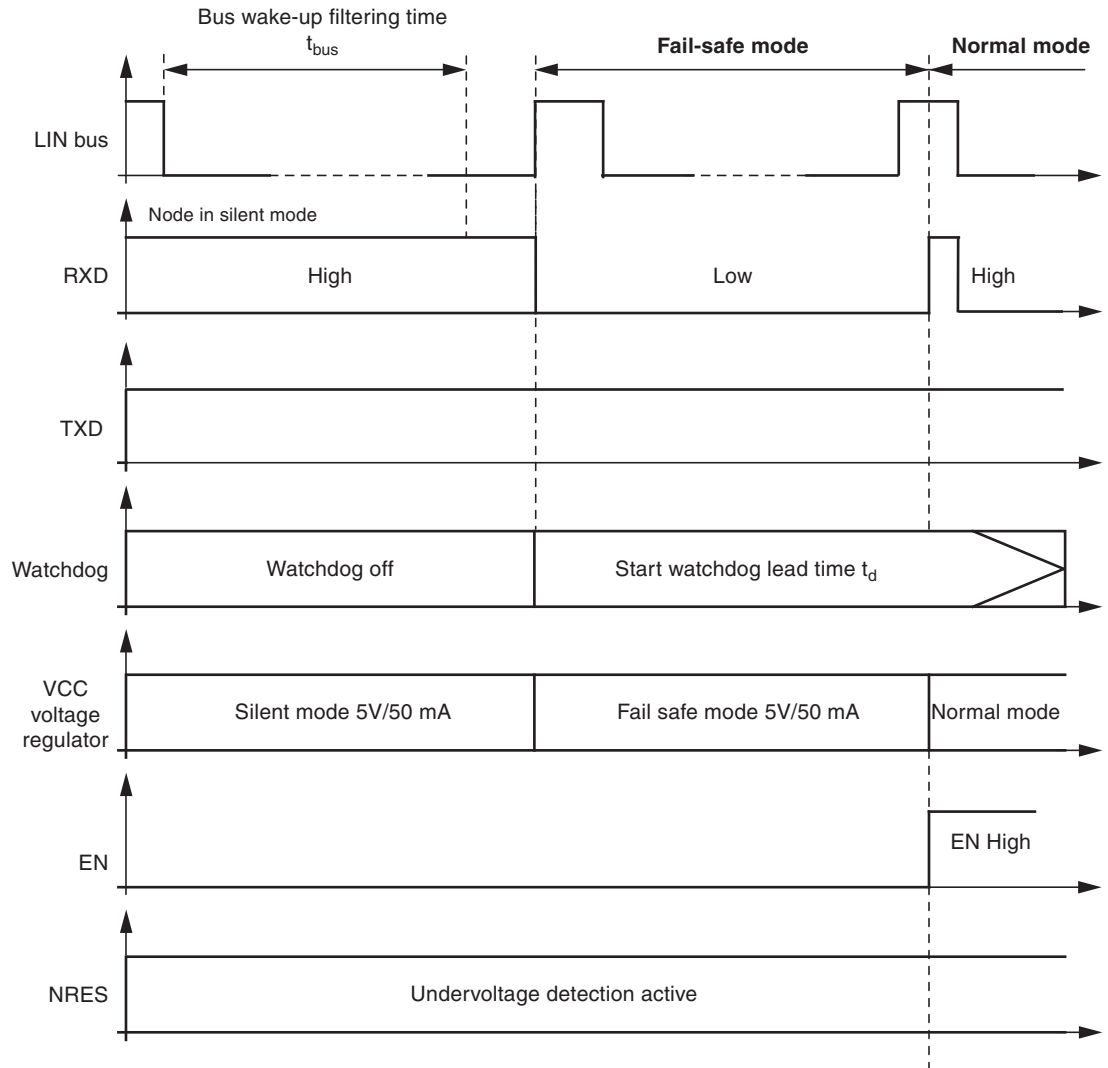 Bus wake-up filtering time
tbus
Fail-safe mode
Normal mode
LIN bus
Node in silent mode
RXD
High
Low
High
TXD
Watchdog
Watchdog off
Start watchdog lead time td
VCC
voltage
regulator
Silent mode 5V/50 mA
Fail safe mode 5V/50 mA
Normal mode
EN
EN High
NRES
Undervoltage detection active